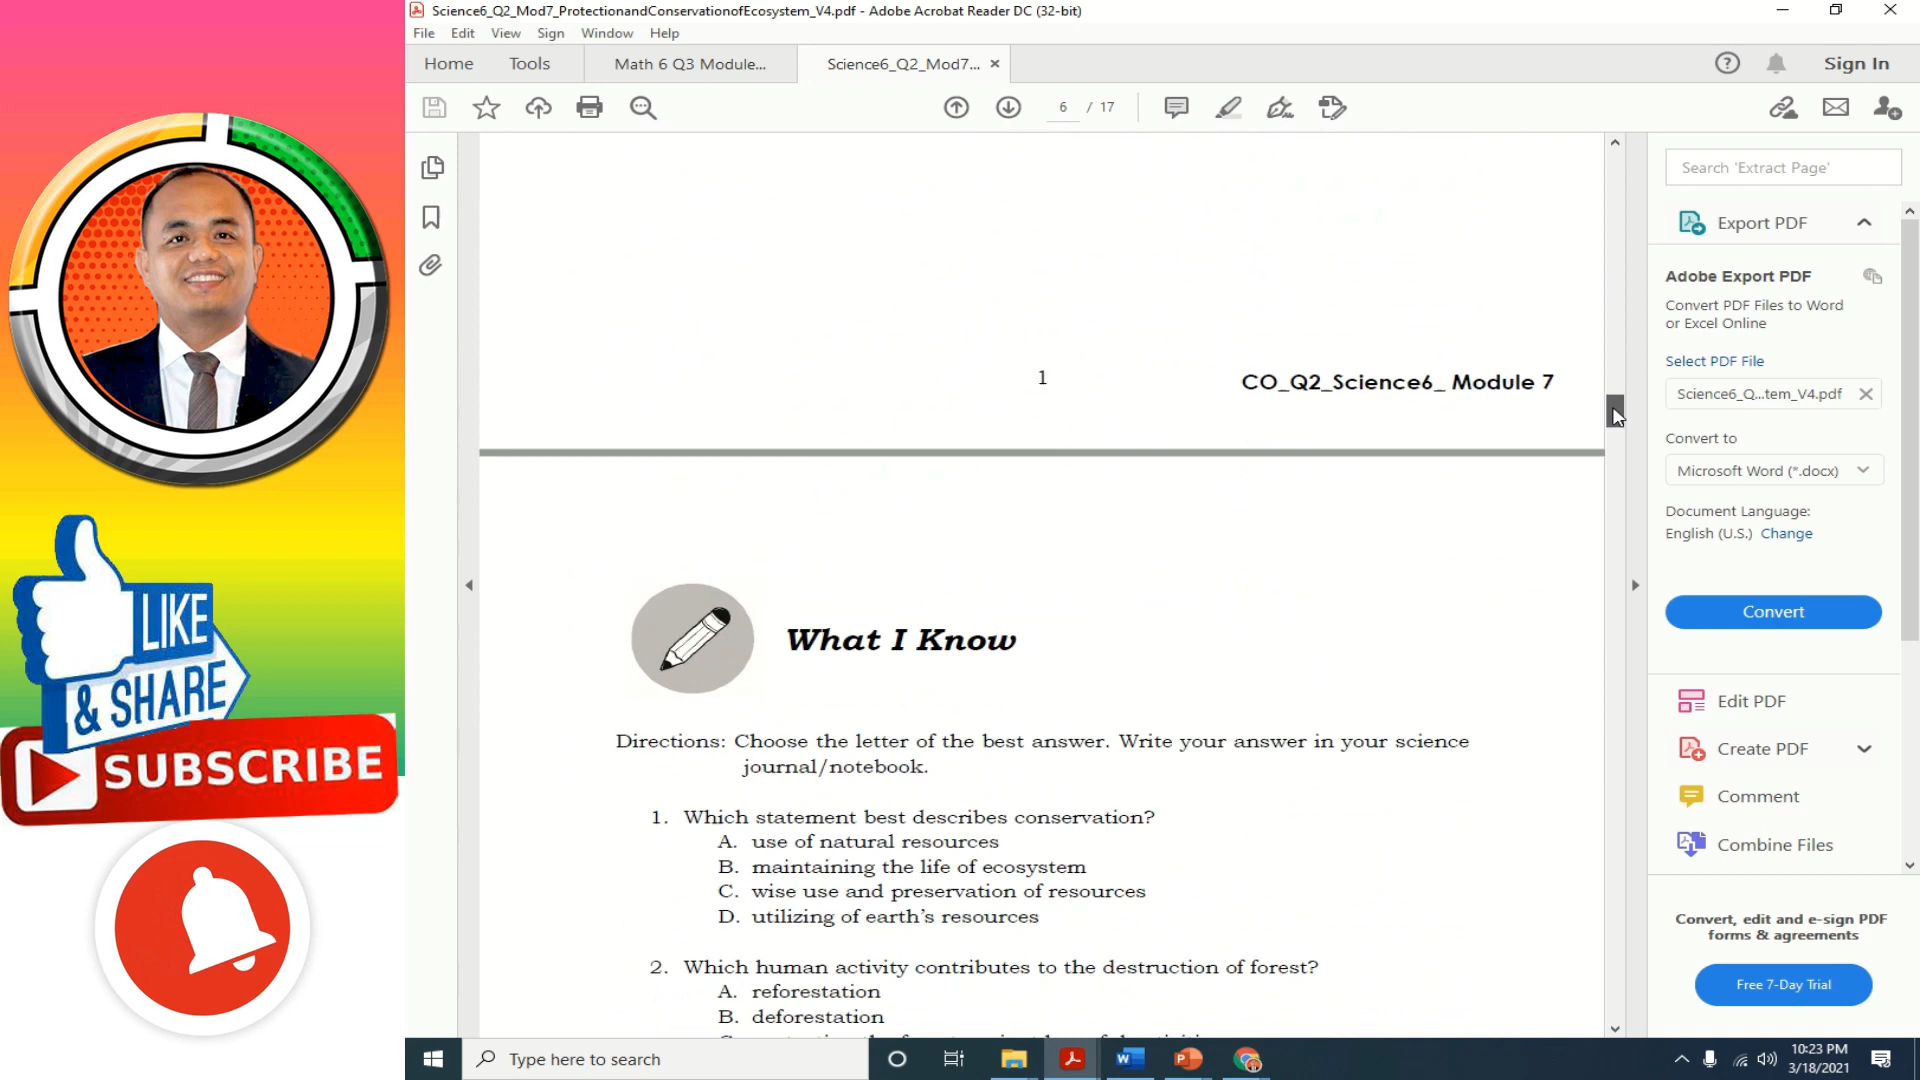 Science6_Q2_Mod7_ProtectionandConservationofEcosystem_V4.pdf - Adobe Acrobat Reader DC (32-bit)
File Edit View Sign Window Help
Home Tools Math 6 Q3 Module... Science6_Q2_Mod7... × Sign In
6 / 17
Search 'Extract Page'
Export PDF
Adobe Export PDF
Convert PDF Files to Word
or Excel Online
Select PDF File
Science6_Q...tem_V4.pdf
Convert to
Microsoft Word (*.docx)
Document Language:
English (U.S.) Change
Convert
Edit PDF
Create PDF
Comment
Combine Files
Convert, edit and e-sign PDF
forms & agreements
Free 7-Day Trial
1
CO_Q2_Science6_ Module 7
What I Know
Directions: Choose the letter of the best answer. Write your answer in your science
journal/notebook.
1. Which statement best describes conservation?
A. use of natural resources
B. maintaining the life of ecosystem
C. wise use and preservation of resources
D. utilizing of earth's resources
2. Which human activity contributes to the destruction of forest?
A. reforestation
B. deforestation
LIKE
& SHARE
SUBSCRIBE
Type here to search
10:23 PM
3/18/2021